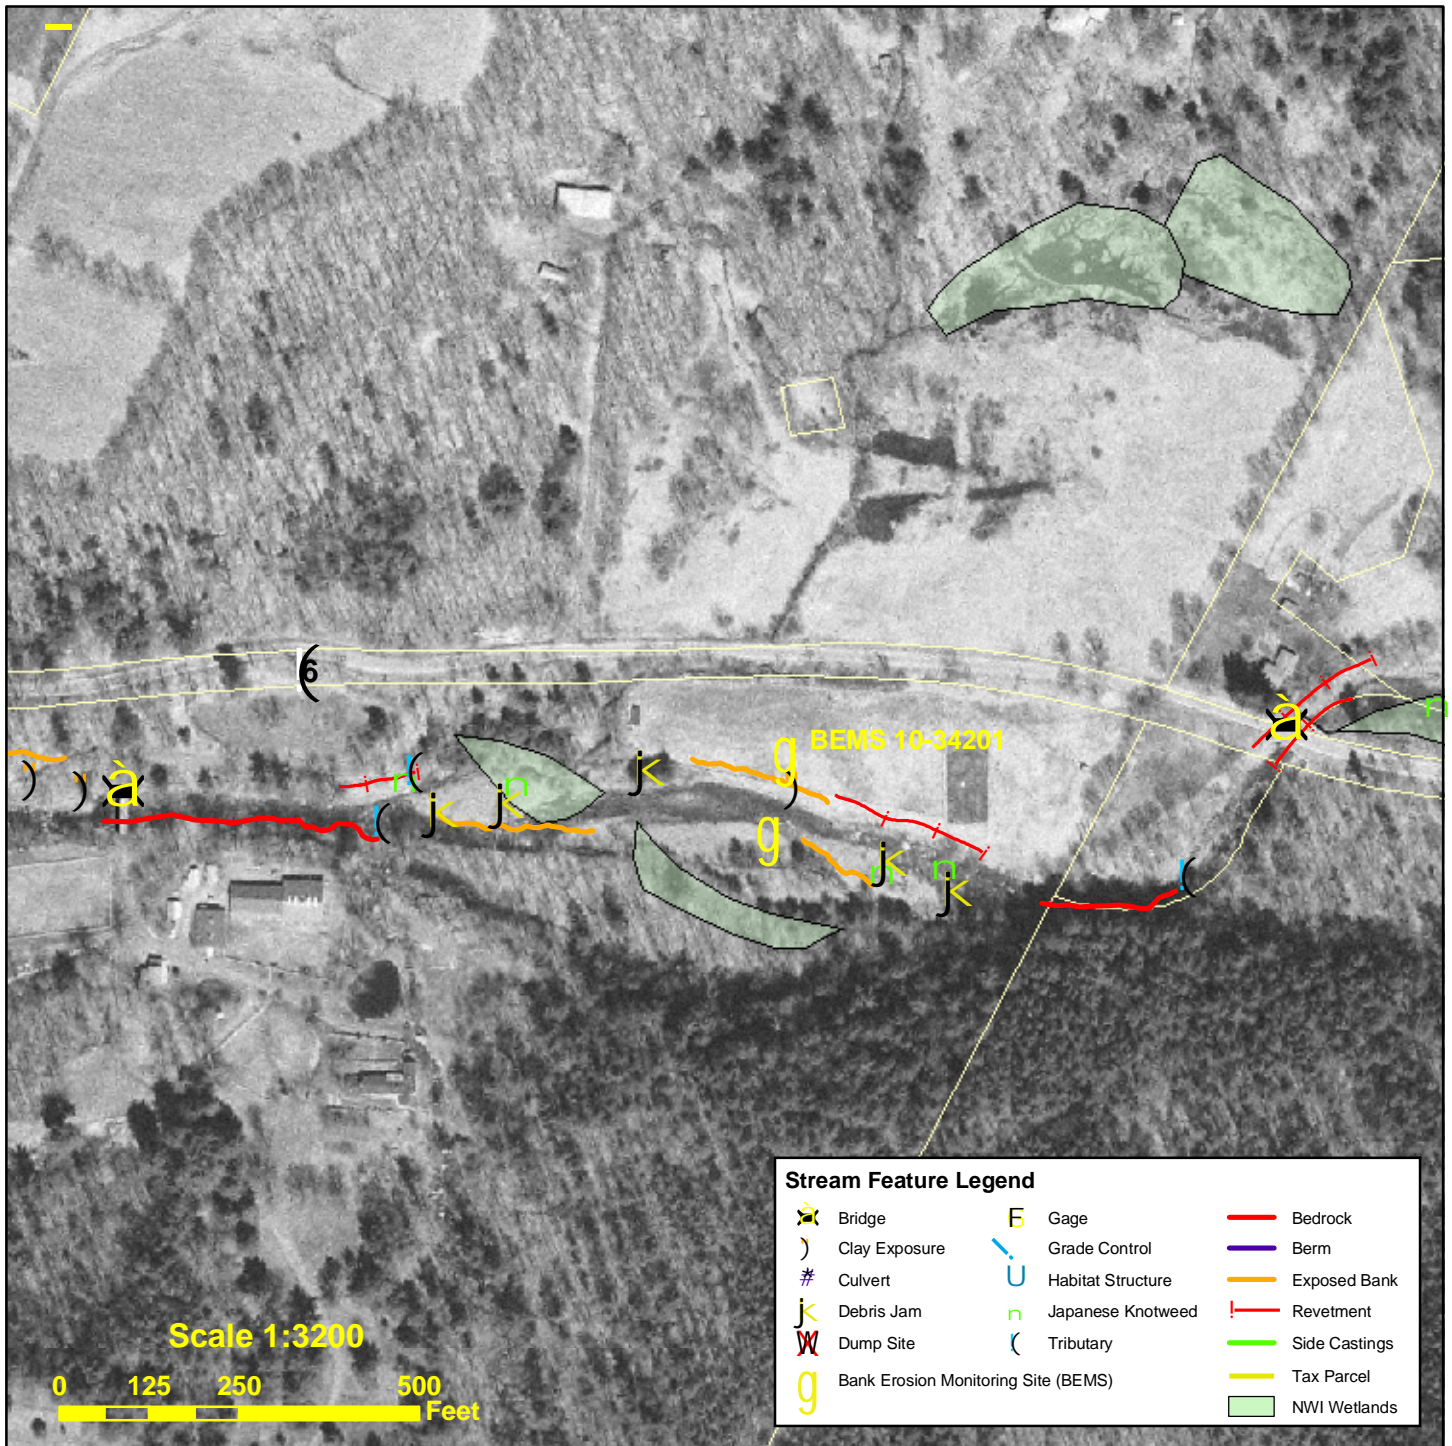 6
BEMS 10-34201
Stream Feature Legend
Bridge
Clay Exposure
Culvert
Debris Jam
Dump Site
Bank Erosion Monitoring Site (BEMS)
Gage
Grade Control
Habitat Structure
Japanese Knotweed
Tributary
Bedrock
Berm
Exposed Bank
Revetment
Side Castings
Tax Parcel
NWI Wetlands
Scale 1:3200
0 125 250 500
Feet